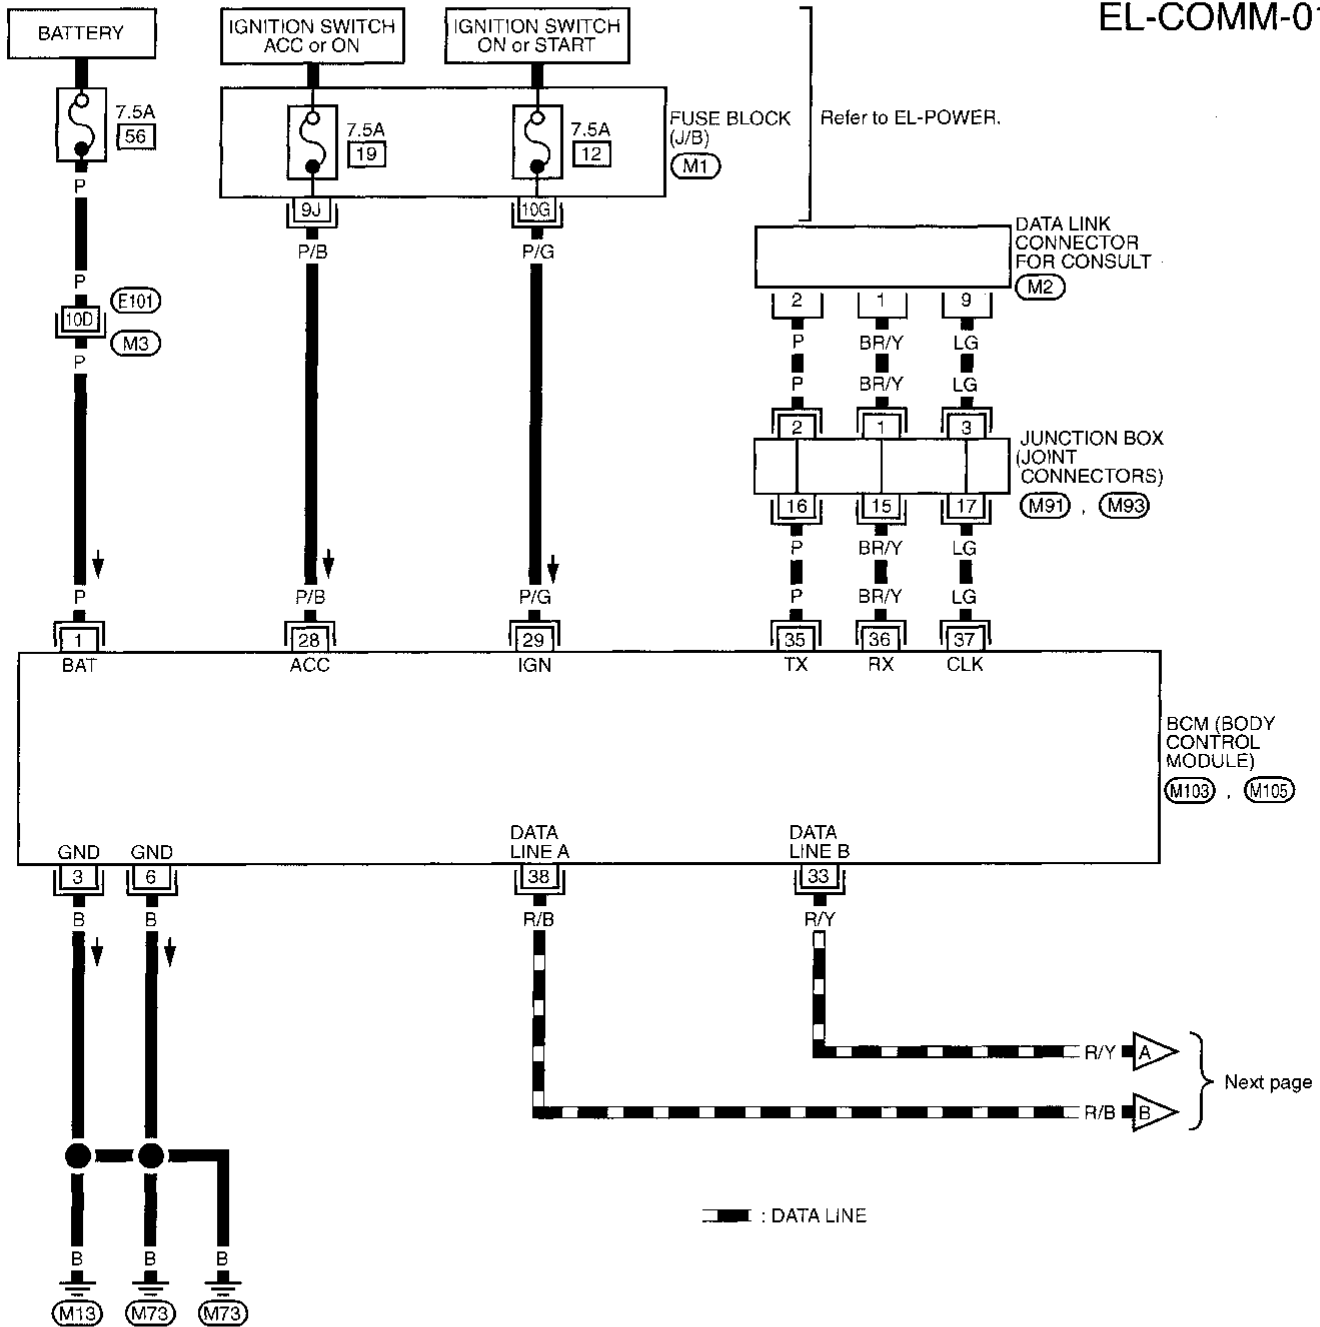 EL-COMM-01
BATTERY
IGNITION SWITCH
ACC or ON
IGNITION SWITCH
ON or START
7.5A
56
7.5A
19
7.5A
12
FUSE BLOCK
(J/B)
M1
Refer to EL-POWER.
P
9J
10G
P/B
P/G
DATA LINK
CONNECTOR
FOR CONSULT
M2
P
E101
10D
M3
P
2 1 9
P BR/Y LG
P BR/Y LG
2 1 3
JUNCTION BOX
(JOINT
CONNECTORS)
M91 , M93
16 15 17
P BR/Y LG
P P/B P/G P BR/Y LG
1 28 29 35 36 37
BAT ACC IGN TX RX CLK
BCM (BODY
CONTROL
MODULE)
M103 , M105
GND GND
DATA
LINE A
DATA
LINE B
3 6 38 33
B B R/B R/Y
R/Y A
R/B B
Next page
: DATA LINE
B B B
M13 M73 M73